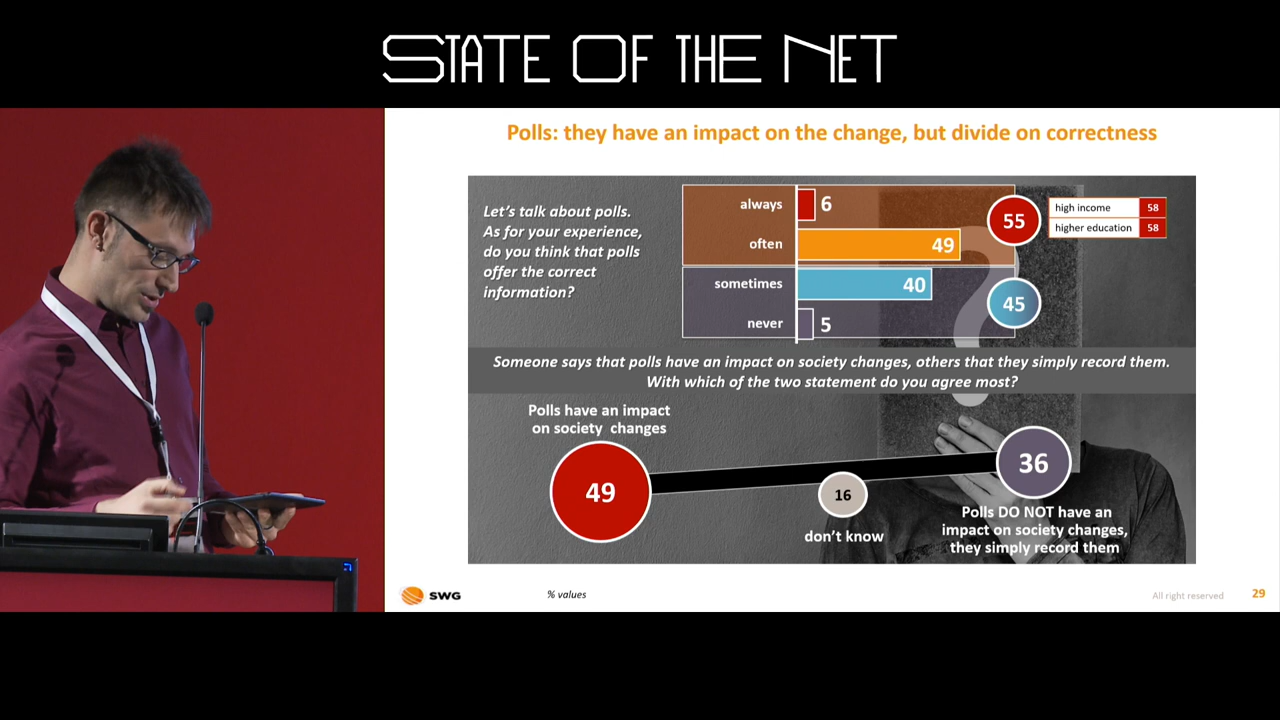 STATE OF THE NET
Polls: they have an impact on the change, but divide on correctness
Let's talk about polls.
As for your experience,
do you think that polls
offer the correct
information?
always 6
often 49
sometimes 40
never 5
55
45
high income 58
higher education 58
Someone says that polls have an impact on society changes, others that they simply record them.
With which of the two statement do you agree most?
Polls have an impact
on society changes
49
16
don't know
36
Polls DO NOT have an
impact on society changes,
they simply record them
SWG
% values
All right reserved
29